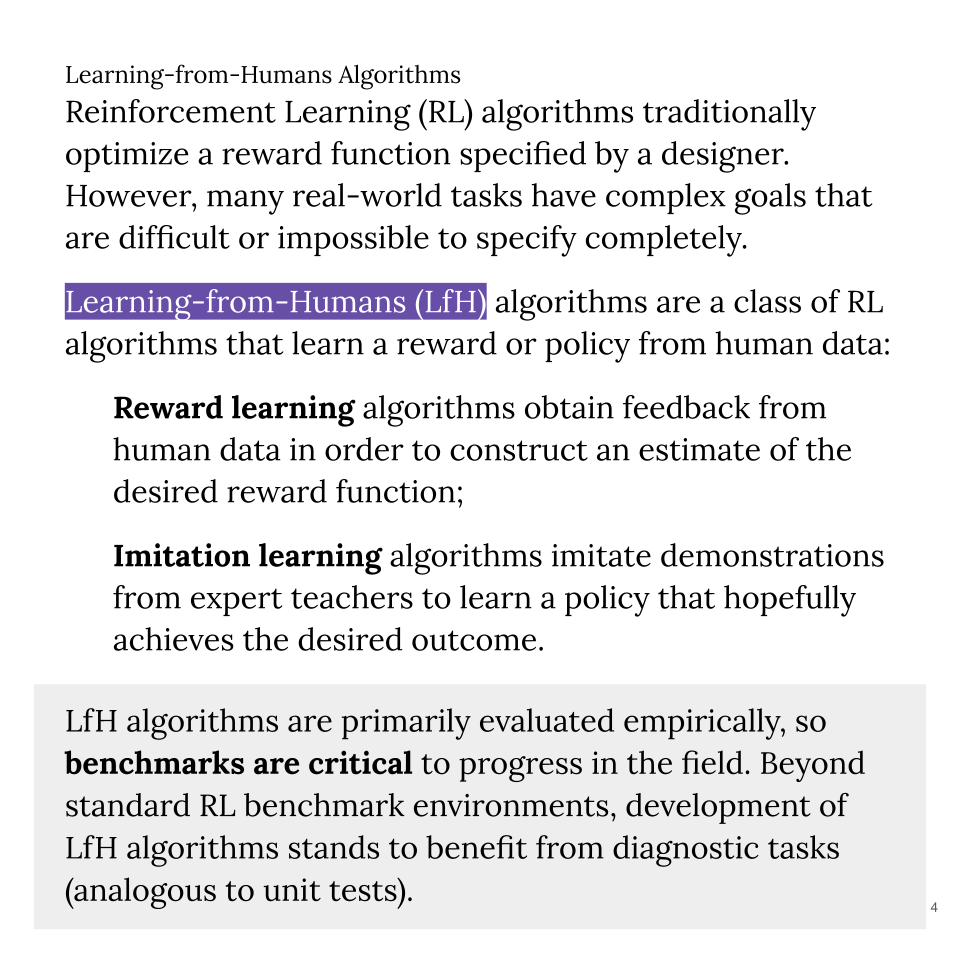 Learning-from-Humans Algorithms
Reinforcement Learning (RL) algorithms traditionally
optimize a reward function specified by a designer.
However, many real-world tasks have complex goals that
are difficult or impossible to specify completely.
Learning-from-Humans (LfH) algorithms are a class of RL
algorithms that learn a reward or policy from human data:
Reward learning algorithms obtain feedback from
human data in order to construct an estimate of the
desired reward function;
Imitation learning algorithms imitate demonstrations
from expert teachers to learn a policy that hopefully
achieves the desired outcome.
LfH algorithms are primarily evaluated empirically, so
benchmarks are critical to progress in the field. Beyond
standard RL benchmark environments, development of
LfH algorithms stands to benefit from diagnostic tasks
(analogous to unit tests).
4